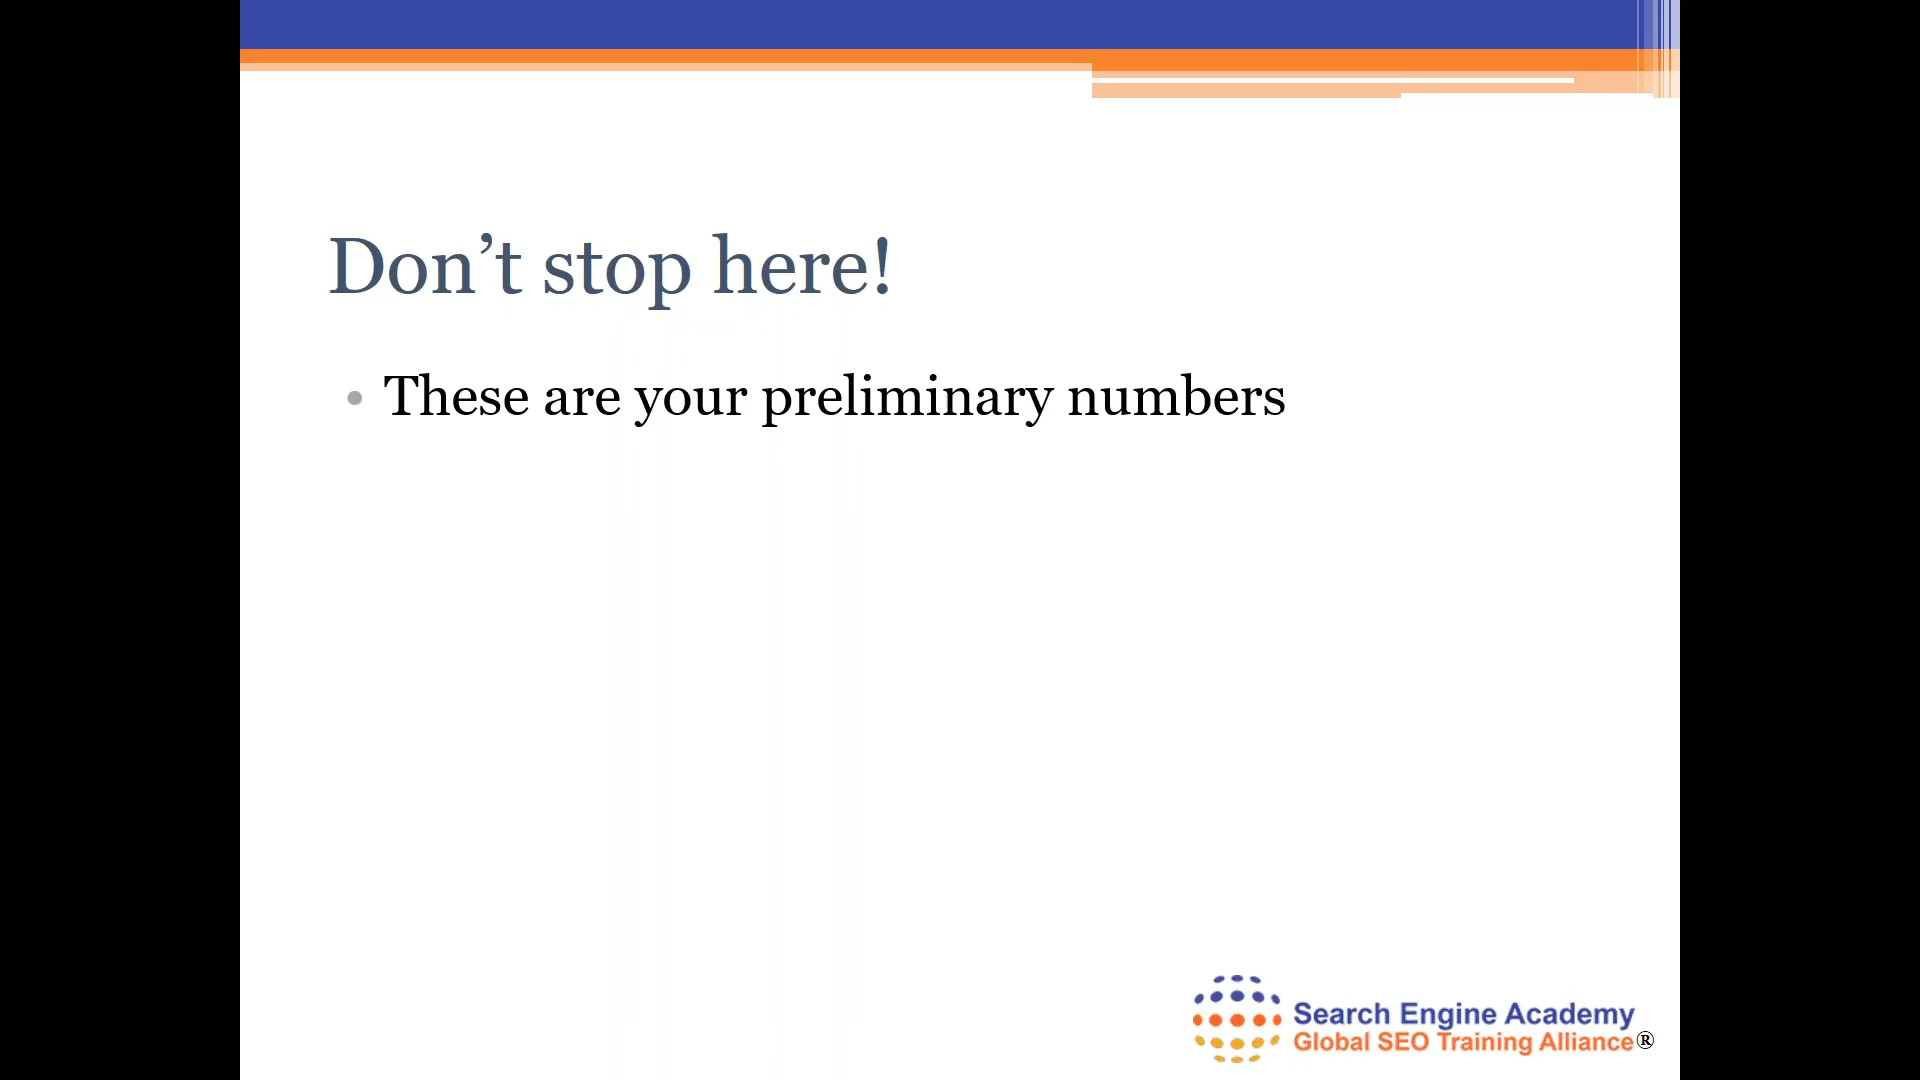 Don’t stop here!
• These are your preliminary numbers
Search Engine Academy
Global SEO Training Alliance®